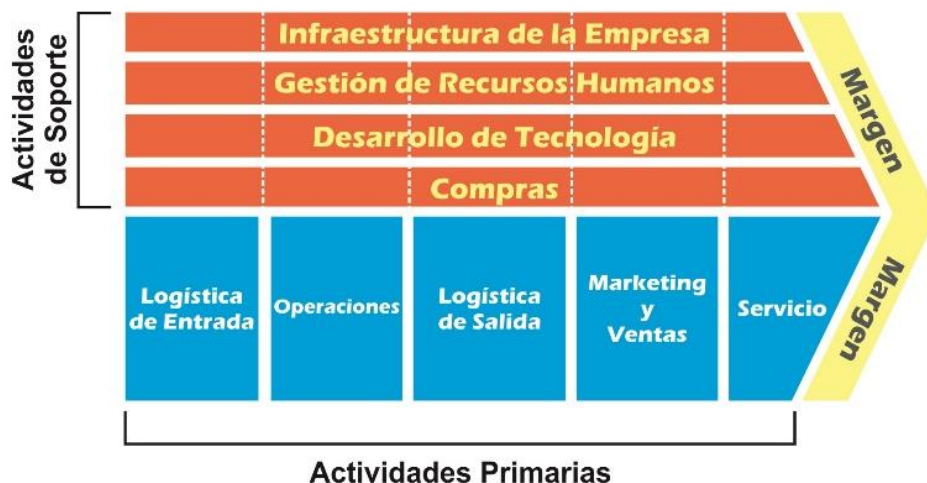 Actividades
de Soporte
Infraestructura de la Empresa
Gestión de Recursos Humanos
Desarrollo de Tecnología
Compras
Margen
Logística
de Entrada
Operaciones
Logística
de Salida
Marketing
y
Ventas
Servicio
Margen
Actividades Primarias